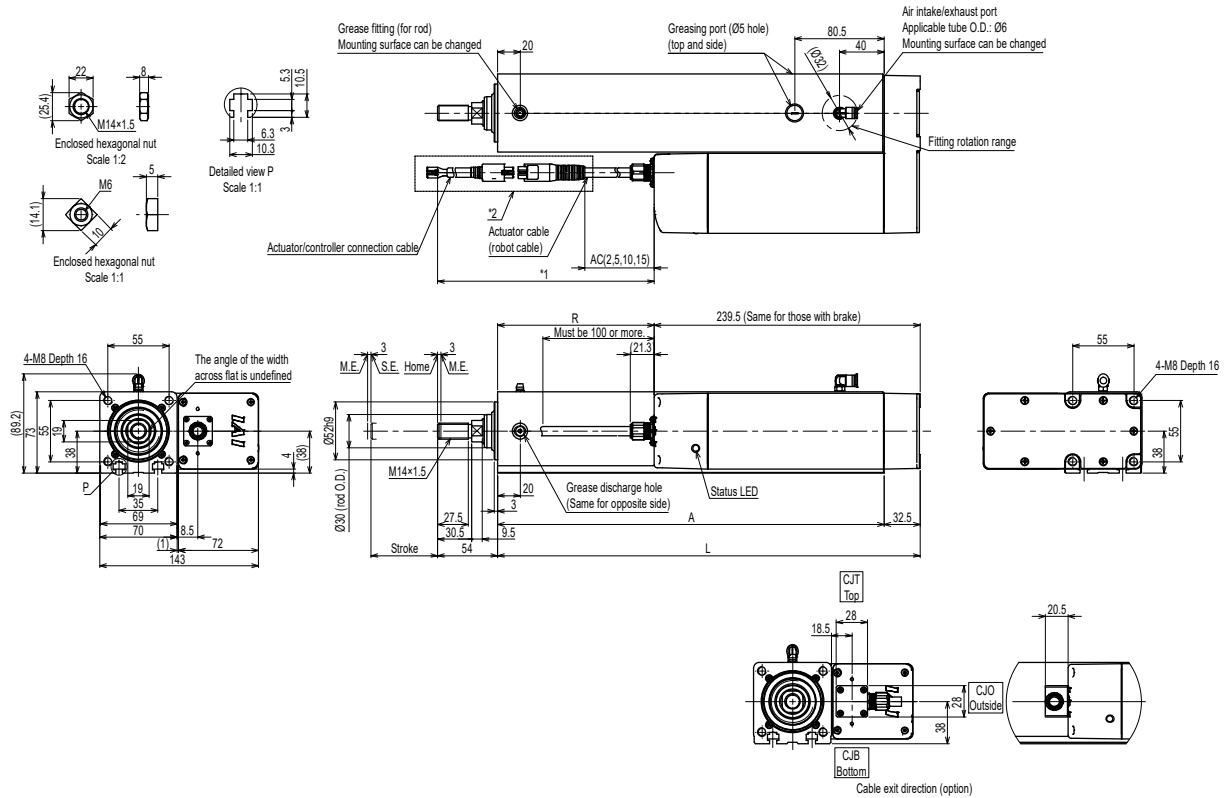 Grease fitting (for rod)
Mounting surface can be changed
20
Greasing port (Ø5 hole)
(top and side)
80.5
40
(Ø32)
Air intake/exhaust port
Applicable tube O.D.: Ø6
Mounting surface can be changed
Fitting rotation range
22
8
(25.4)
M14×1.5
Enclosed hexagonal nut
Scale 1:2
5.3
10.5
3
6.3
10.3
Detailed view P
Scale 1:1
M6
5
(14.1)
10
Enclosed hexagonal nut
Scale 1:1
*2
Actuator cable
(robot cable)
Actuator/controller connection cable
AC(2,5,10,15)
*1
55
4-M8 Depth 16
The angle of the width
across flat is undefined
(89.2)
73
55
38
19
P
19
35
69
70
8.5
(1)
72
143
4
(38)
IAI
R
239.5 (Same for those with brake)
Must be 100 or more.
(21.3)
3
3
M.E.
S.E.
Home
M.E.
Ø52h9
Ø30 (rod O.D.)
M14×1.5
20
3
Grease discharge hole
(Same for opposite side)
Status LED
27.5
30.5
9.5
A
32.5
Stroke
54
L
55
4-M8 Depth 16
55
38
CJT
Top
28
18.5
28
38
CJO
Outside
CJB
Bottom
20.5
Cable exit direction (option)